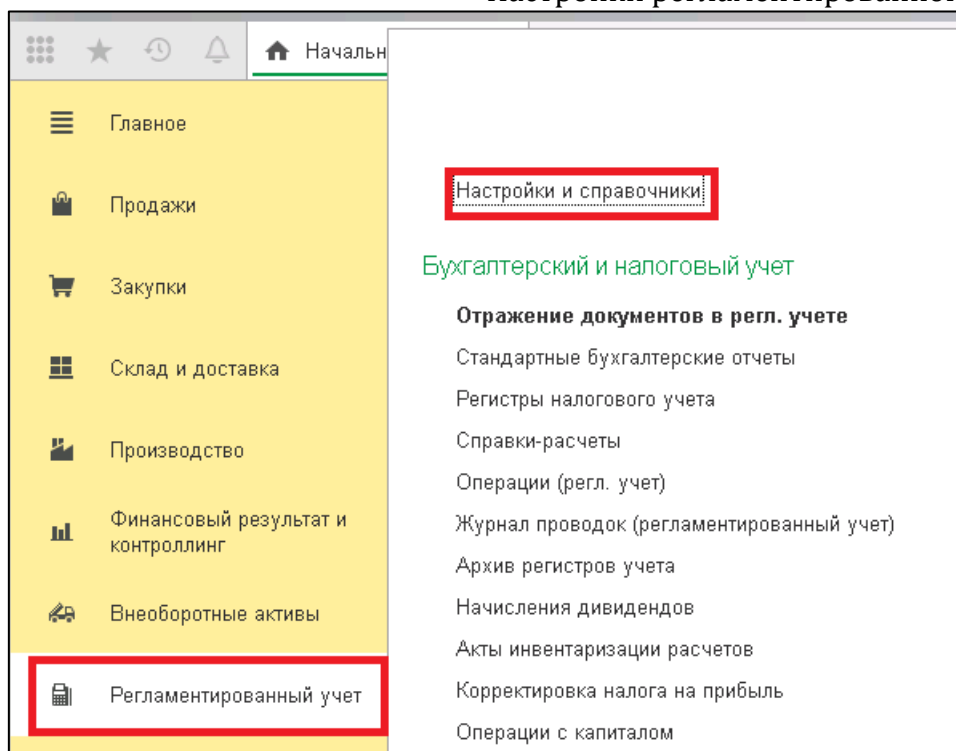 Начальн
Главное
Продажи
Закупки
Склад и доставка
Производство
Финансовый результат и
контроллинг
Внеоборотные активы
Регламентированный учет
Настройки и справочники
Бухгалтерский и налоговый учет
Отражение документов в регл. учете
Стандартные бухгалтерские отчеты
Регистры налогового учета
Справки-расчеты
Операции (регл. учет)
Журнал проводок (регламентированный учет)
Архив регистров учета
Начисления дивидендов
Акты инвентаризации расчетов
Корректировка налога на прибыль
Операции с капиталом